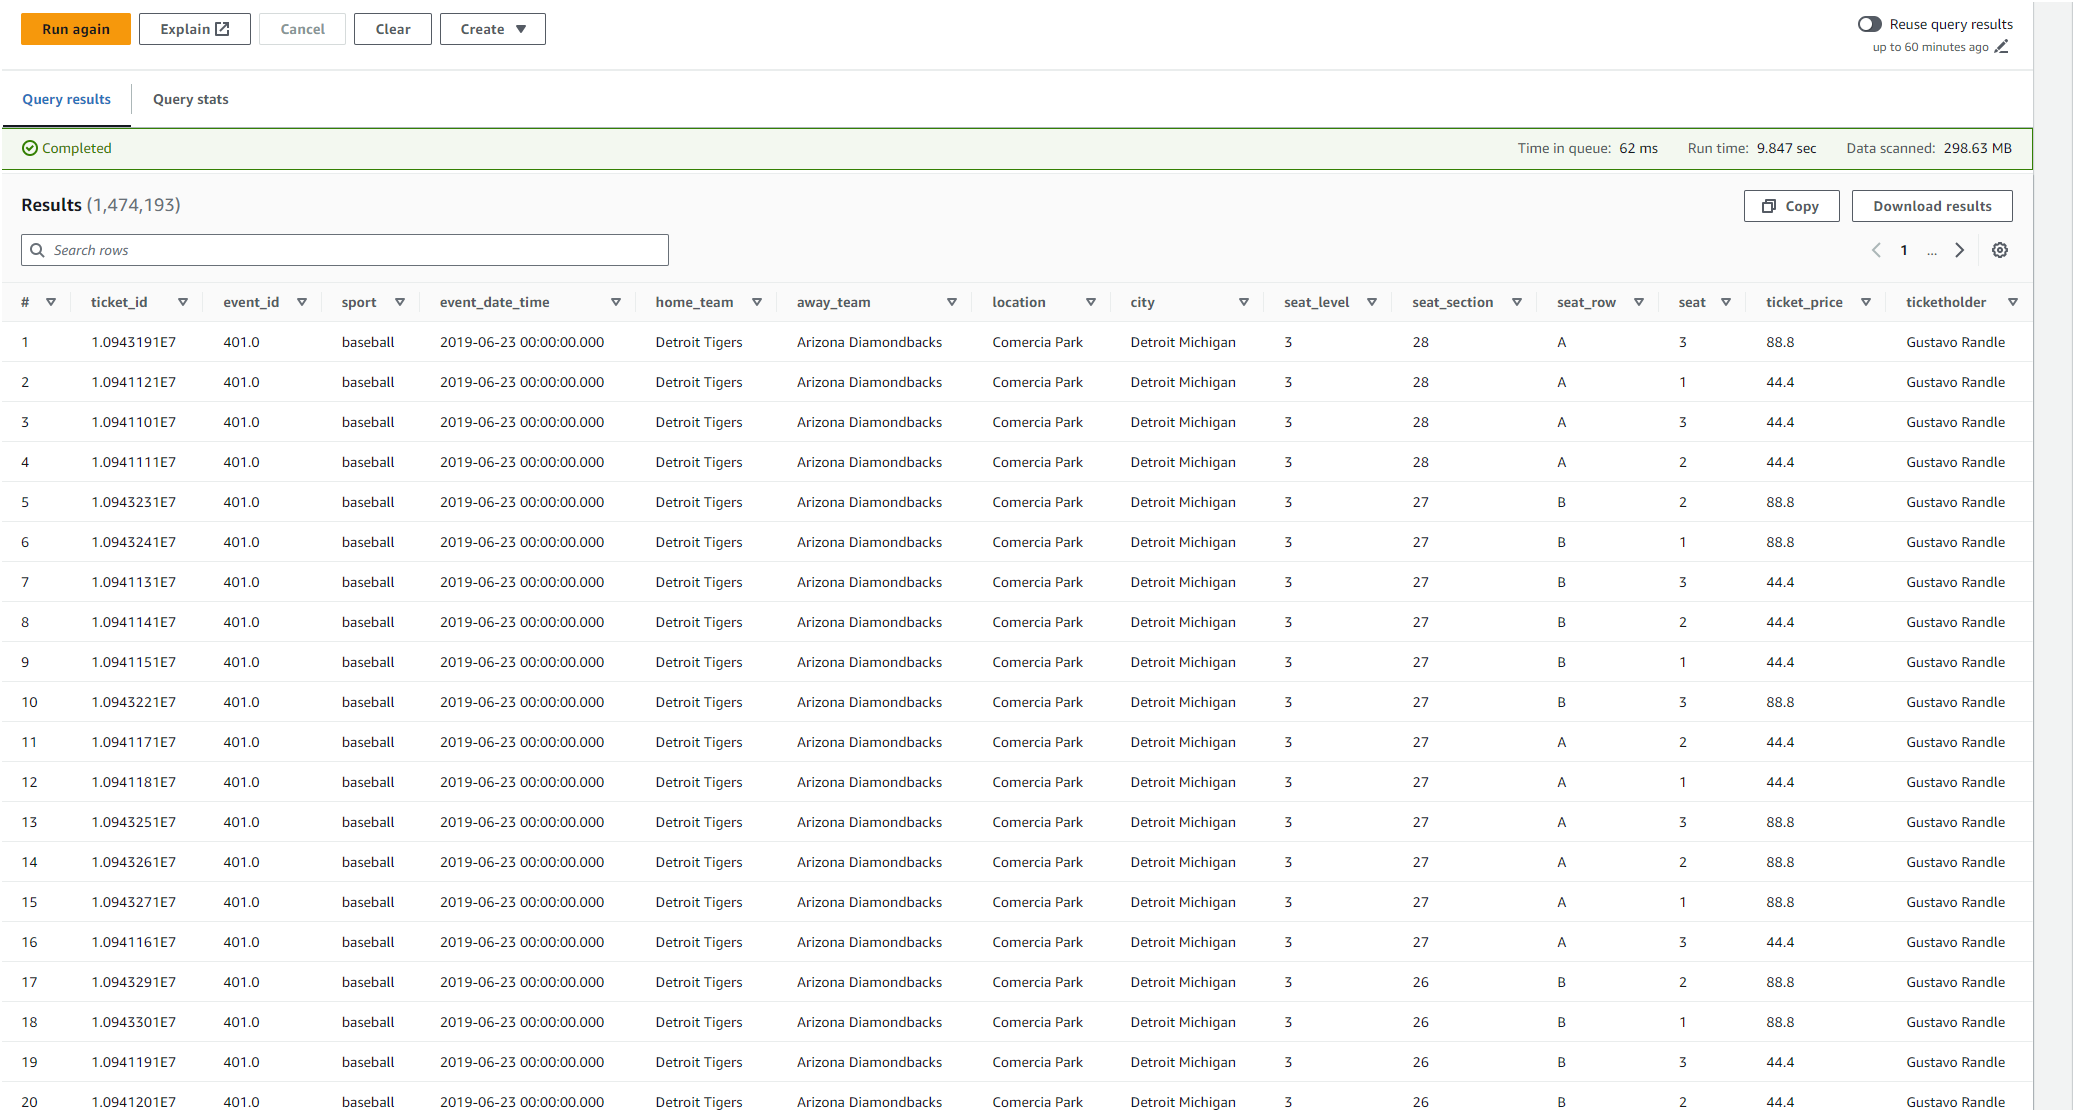 Run again Explain Cancel Clear Create Reuse query results
up to 60 minutes ago
Query results Query stats
Completed Time in queue: 62 ms Run time: 9.847 sec Data scanned: 298.63 MB
Results (1,474,193) Copy Download results
Search rows 1 ...
# ticket_id event_id sport event_date_time home_team away_team location city seat_level seat_section seat_row seat ticket_price ticketholder
1 1.0943191E7 401.0 baseball 2019-06-23 00:00:00.000 Detroit Tigers Arizona Diamondbacks Comercia Park Detroit Michigan 3 28 A 3 88.8 Gustavo Randle
2 1.0941121E7 401.0 baseball 2019-06-23 00:00:00.000 Detroit Tigers Arizona Diamondbacks Comercia Park Detroit Michigan 3 28 A 1 44.4 Gustavo Randle
3 1.0941101E7 401.0 baseball 2019-06-23 00:00:00.000 Detroit Tigers Arizona Diamondbacks Comercia Park Detroit Michigan 3 28 A 3 44.4 Gustavo Randle
4 1.0941111E7 401.0 baseball 2019-06-23 00:00:00.000 Detroit Tigers Arizona Diamondbacks Comercia Park Detroit Michigan 3 28 A 2 44.4 Gustavo Randle
5 1.0943231E7 401.0 baseball 2019-06-23 00:00:00.000 Detroit Tigers Arizona Diamondbacks Comercia Park Detroit Michigan 3 27 B 2 88.8 Gustavo Randle
6 1.0943241E7 401.0 baseball 2019-06-23 00:00:00.000 Detroit Tigers Arizona Diamondbacks Comercia Park Detroit Michigan 3 27 B 1 88.8 Gustavo Randle
7 1.0941131E7 401.0 baseball 2019-06-23 00:00:00.000 Detroit Tigers Arizona Diamondbacks Comercia Park Detroit Michigan 3 27 B 3 44.4 Gustavo Randle
8 1.0941141E7 401.0 baseball 2019-06-23 00:00:00.000 Detroit Tigers Arizona Diamondbacks Comercia Park Detroit Michigan 3 27 B 2 44.4 Gustavo Randle
9 1.0941151E7 401.0 baseball 2019-06-23 00:00:00.000 Detroit Tigers Arizona Diamondbacks Comercia Park Detroit Michigan 3 27 B 1 44.4 Gustavo Randle
10 1.0943221E7 401.0 baseball 2019-06-23 00:00:00.000 Detroit Tigers Arizona Diamondbacks Comercia Park Detroit Michigan 3 27 B 3 88.8 Gustavo Randle
11 1.0941171E7 401.0 baseball 2019-06-23 00:00:00.000 Detroit Tigers Arizona Diamondbacks Comercia Park Detroit Michigan 3 27 A 2 44.4 Gustavo Randle
12 1.0941181E7 401.0 baseball 2019-06-23 00:00:00.000 Detroit Tigers Arizona Diamondbacks Comercia Park Detroit Michigan 3 27 A 1 44.4 Gustavo Randle
13 1.0943251E7 401.0 baseball 2019-06-23 00:00:00.000 Detroit Tigers Arizona Diamondbacks Comercia Park Detroit Michigan 3 27 A 3 88.8 Gustavo Randle
14 1.0943261E7 401.0 baseball 2019-06-23 00:00:00.000 Detroit Tigers Arizona Diamondbacks Comercia Park Detroit Michigan 3 27 A 2 88.8 Gustavo Randle
15 1.0943271E7 401.0 baseball 2019-06-23 00:00:00.000 Detroit Tigers Arizona Diamondbacks Comercia Park Detroit Michigan 3 27 A 1 88.8 Gustavo Randle
16 1.0941161E7 401.0 baseball 2019-06-23 00:00:00.000 Detroit Tigers Arizona Diamondbacks Comercia Park Detroit Michigan 3 27 A 3 44.4 Gustavo Randle
17 1.0943291E7 401.0 baseball 2019-06-23 00:00:00.000 Detroit Tigers Arizona Diamondbacks Comercia Park Detroit Michigan 3 26 B 2 88.8 Gustavo Randle
18 1.0943301E7 401.0 baseball 2019-06-23 00:00:00.000 Detroit Tigers Arizona Diamondbacks Comercia Park Detroit Michigan 3 26 B 1 88.8 Gustavo Randle
19 1.0941191E7 401.0 baseball 2019-06-23 00:00:00.000 Detroit Tigers Arizona Diamondbacks Comercia Park Detroit Michigan 3 26 B 3 44.4 Gustavo Randle
20 1.0941201E7 401.0 baseball 2019-06-23 00:00:00.000 Detroit Tigers Arizona Diamondbacks Comercia Park Detroit Michigan 3 26 B 2 44.4 Gustavo Randle